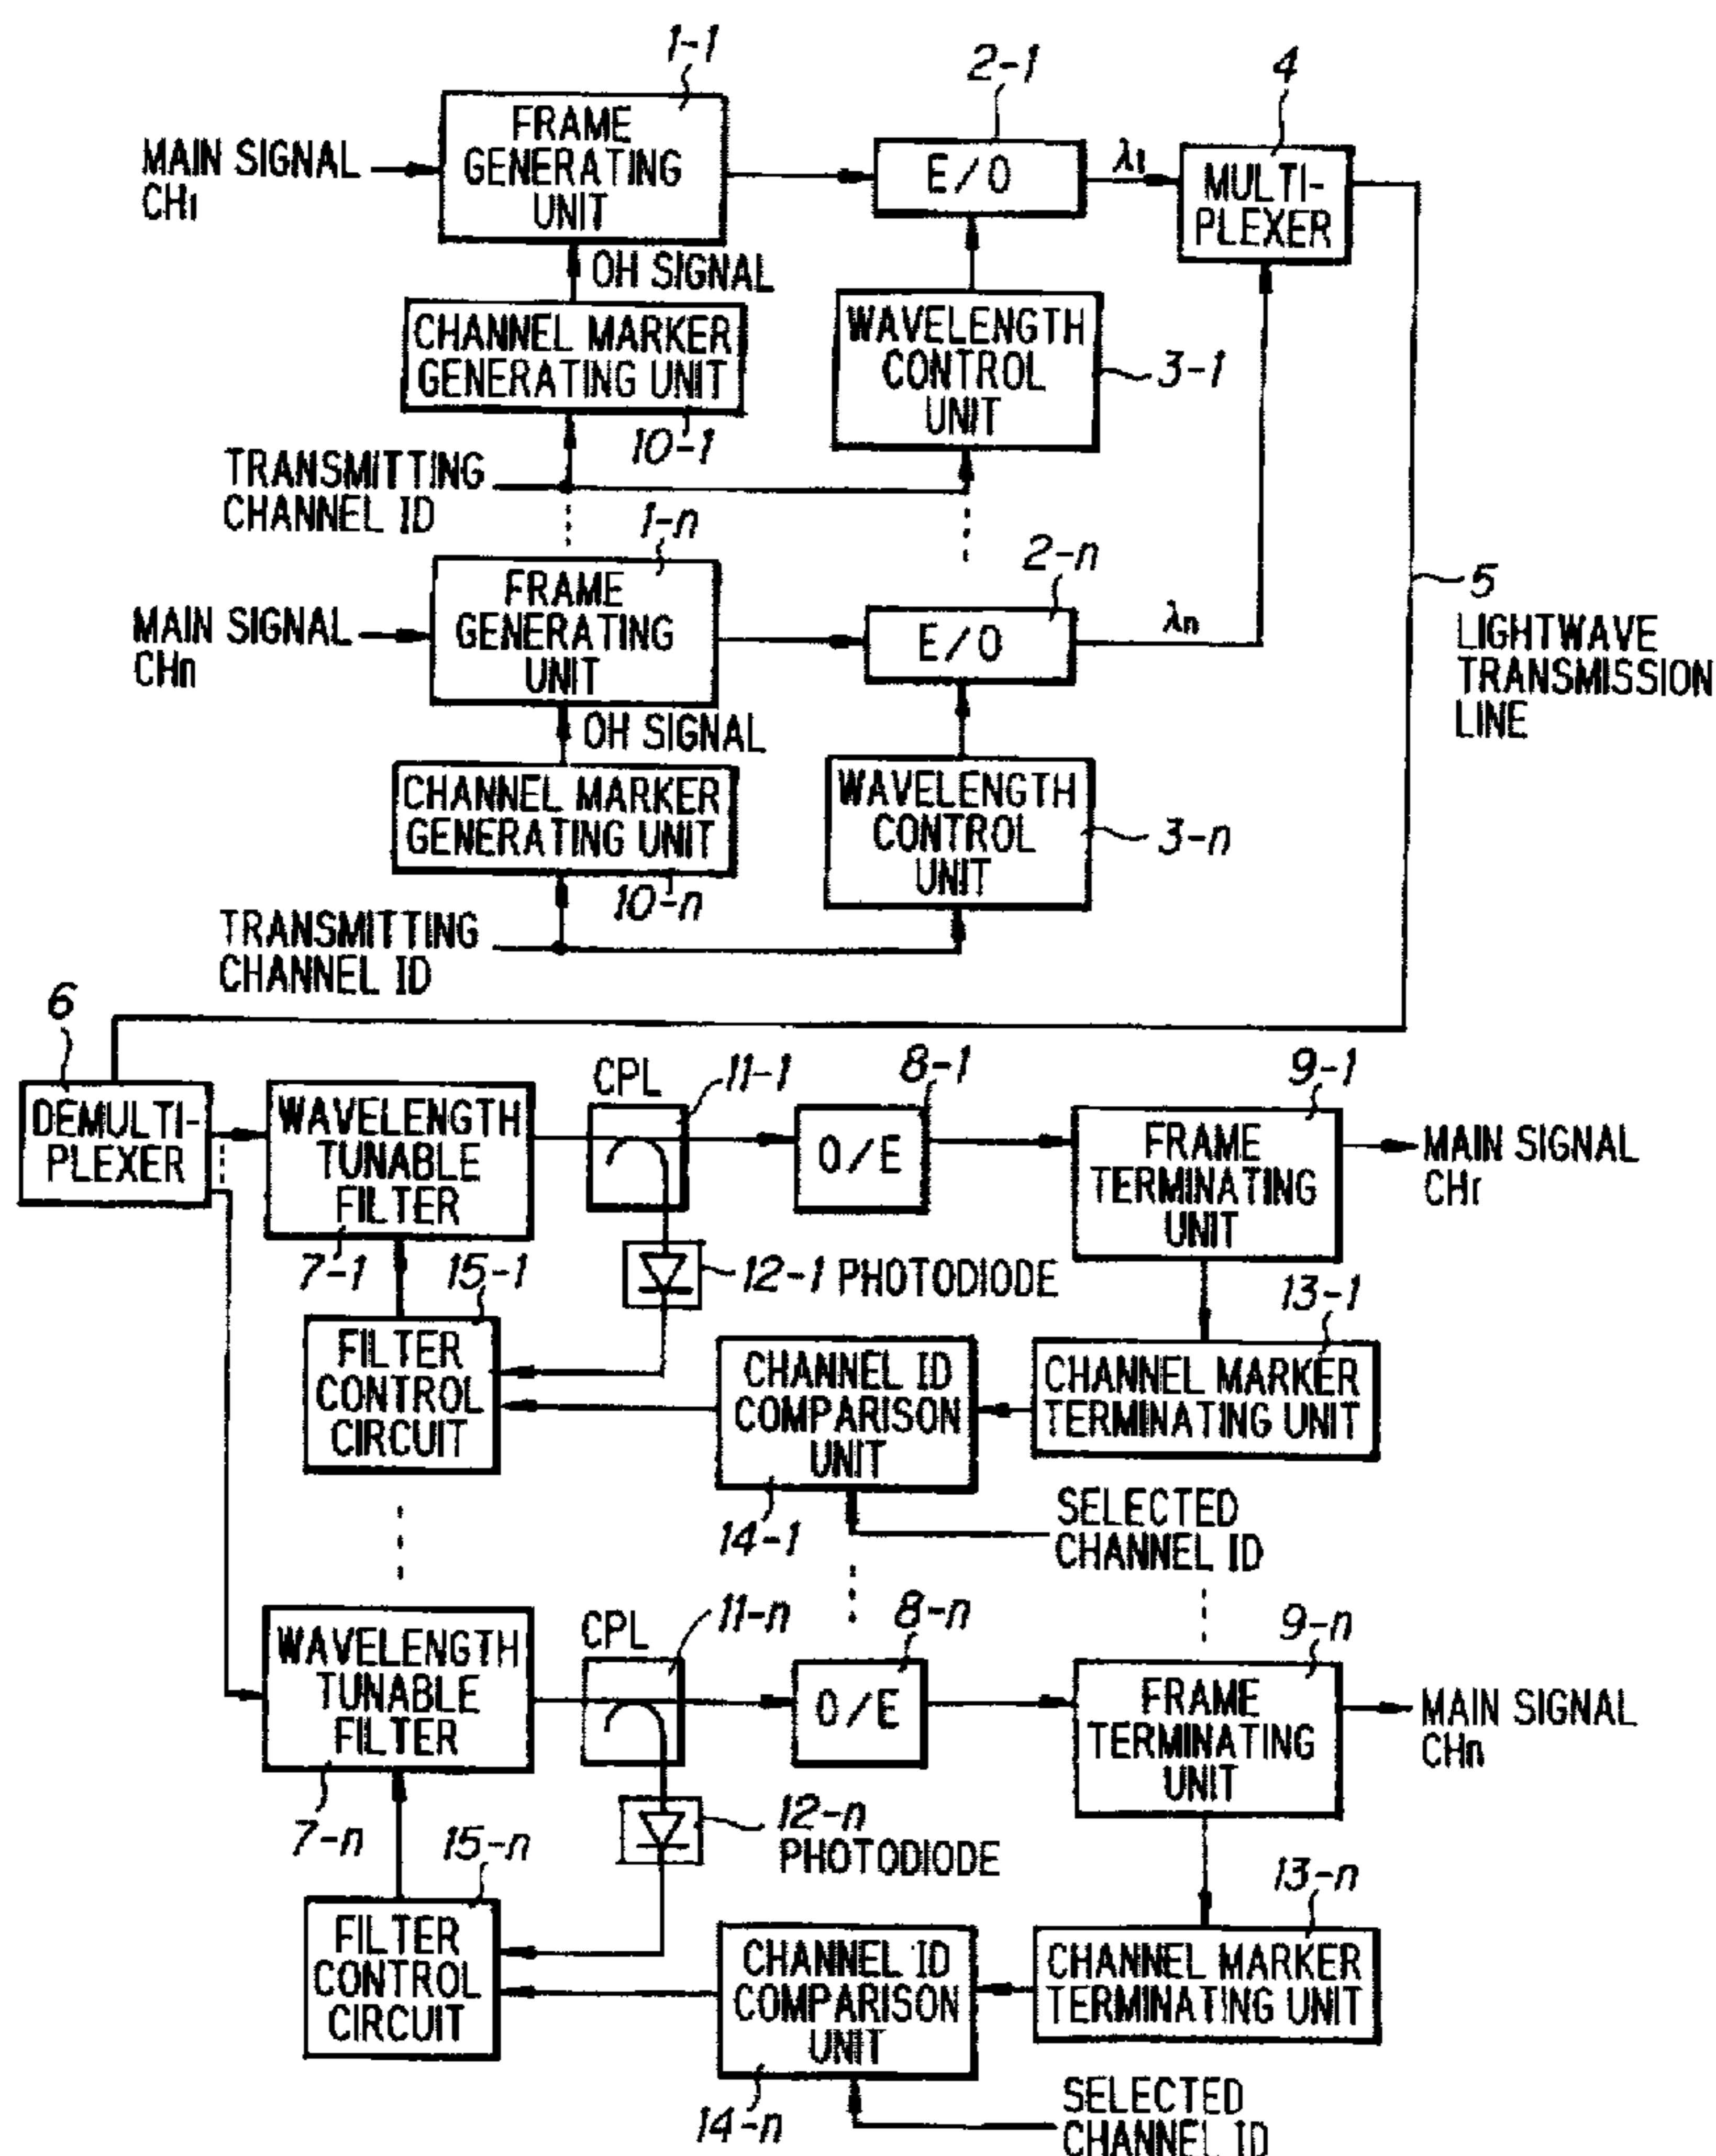 1-1
2-1
4
MAIN SIGNAL
CH1
FRAME
GENERATING
UNIT
E/O
λ1
MULTI-
PLEXER
OH SIGNAL
CHANNEL MARKER
GENERATING UNIT
10-1
WAVELENGTH
CONTROL
UNIT
3-1
TRANSMITTING
CHANNEL ID
1-n
2-n
5
LIGHTWAVE
TRANSMISSION
LINE
MAIN SIGNAL
CHn
FRAME
GENERATING
UNIT
E/O
λn
OH SIGNAL
CHANNEL MARKER
GENERATING UNIT
10-n
WAVELENGTH
CONTROL
UNIT
3-n
TRANSMITTING
CHANNEL ID
6
DEMULTI-
PLEXER
WAVELENGTH
TUNABLE
FILTER
7-1
CPL
11-1
8-1
O/E
9-1
FRAME
TERMINATING
UNIT
MAIN SIGNAL
CHr
15-1
12-1 PHOTODIODE
13-1
FILTER
CONTROL
CIRCUIT
CHANNEL ID
COMPARISON
UNIT
14-1
CHANNEL MARKER
TERMINATING UNIT
SELECTED
CHANNEL ID
WAVELENGTH
TUNABLE
FILTER
7-n
CPL
11-n
8-n
O/E
9-n
FRAME
TERMINATING
UNIT
MAIN SIGNAL
CHn
15-n
12-n
PHOTODIODE
13-n
FILTER
CONTROL
CIRCUIT
CHANNEL ID
COMPARISON
UNIT
14-n
CHANNEL MARKER
TERMINATING UNIT
SELECTED
CHANNEL ID